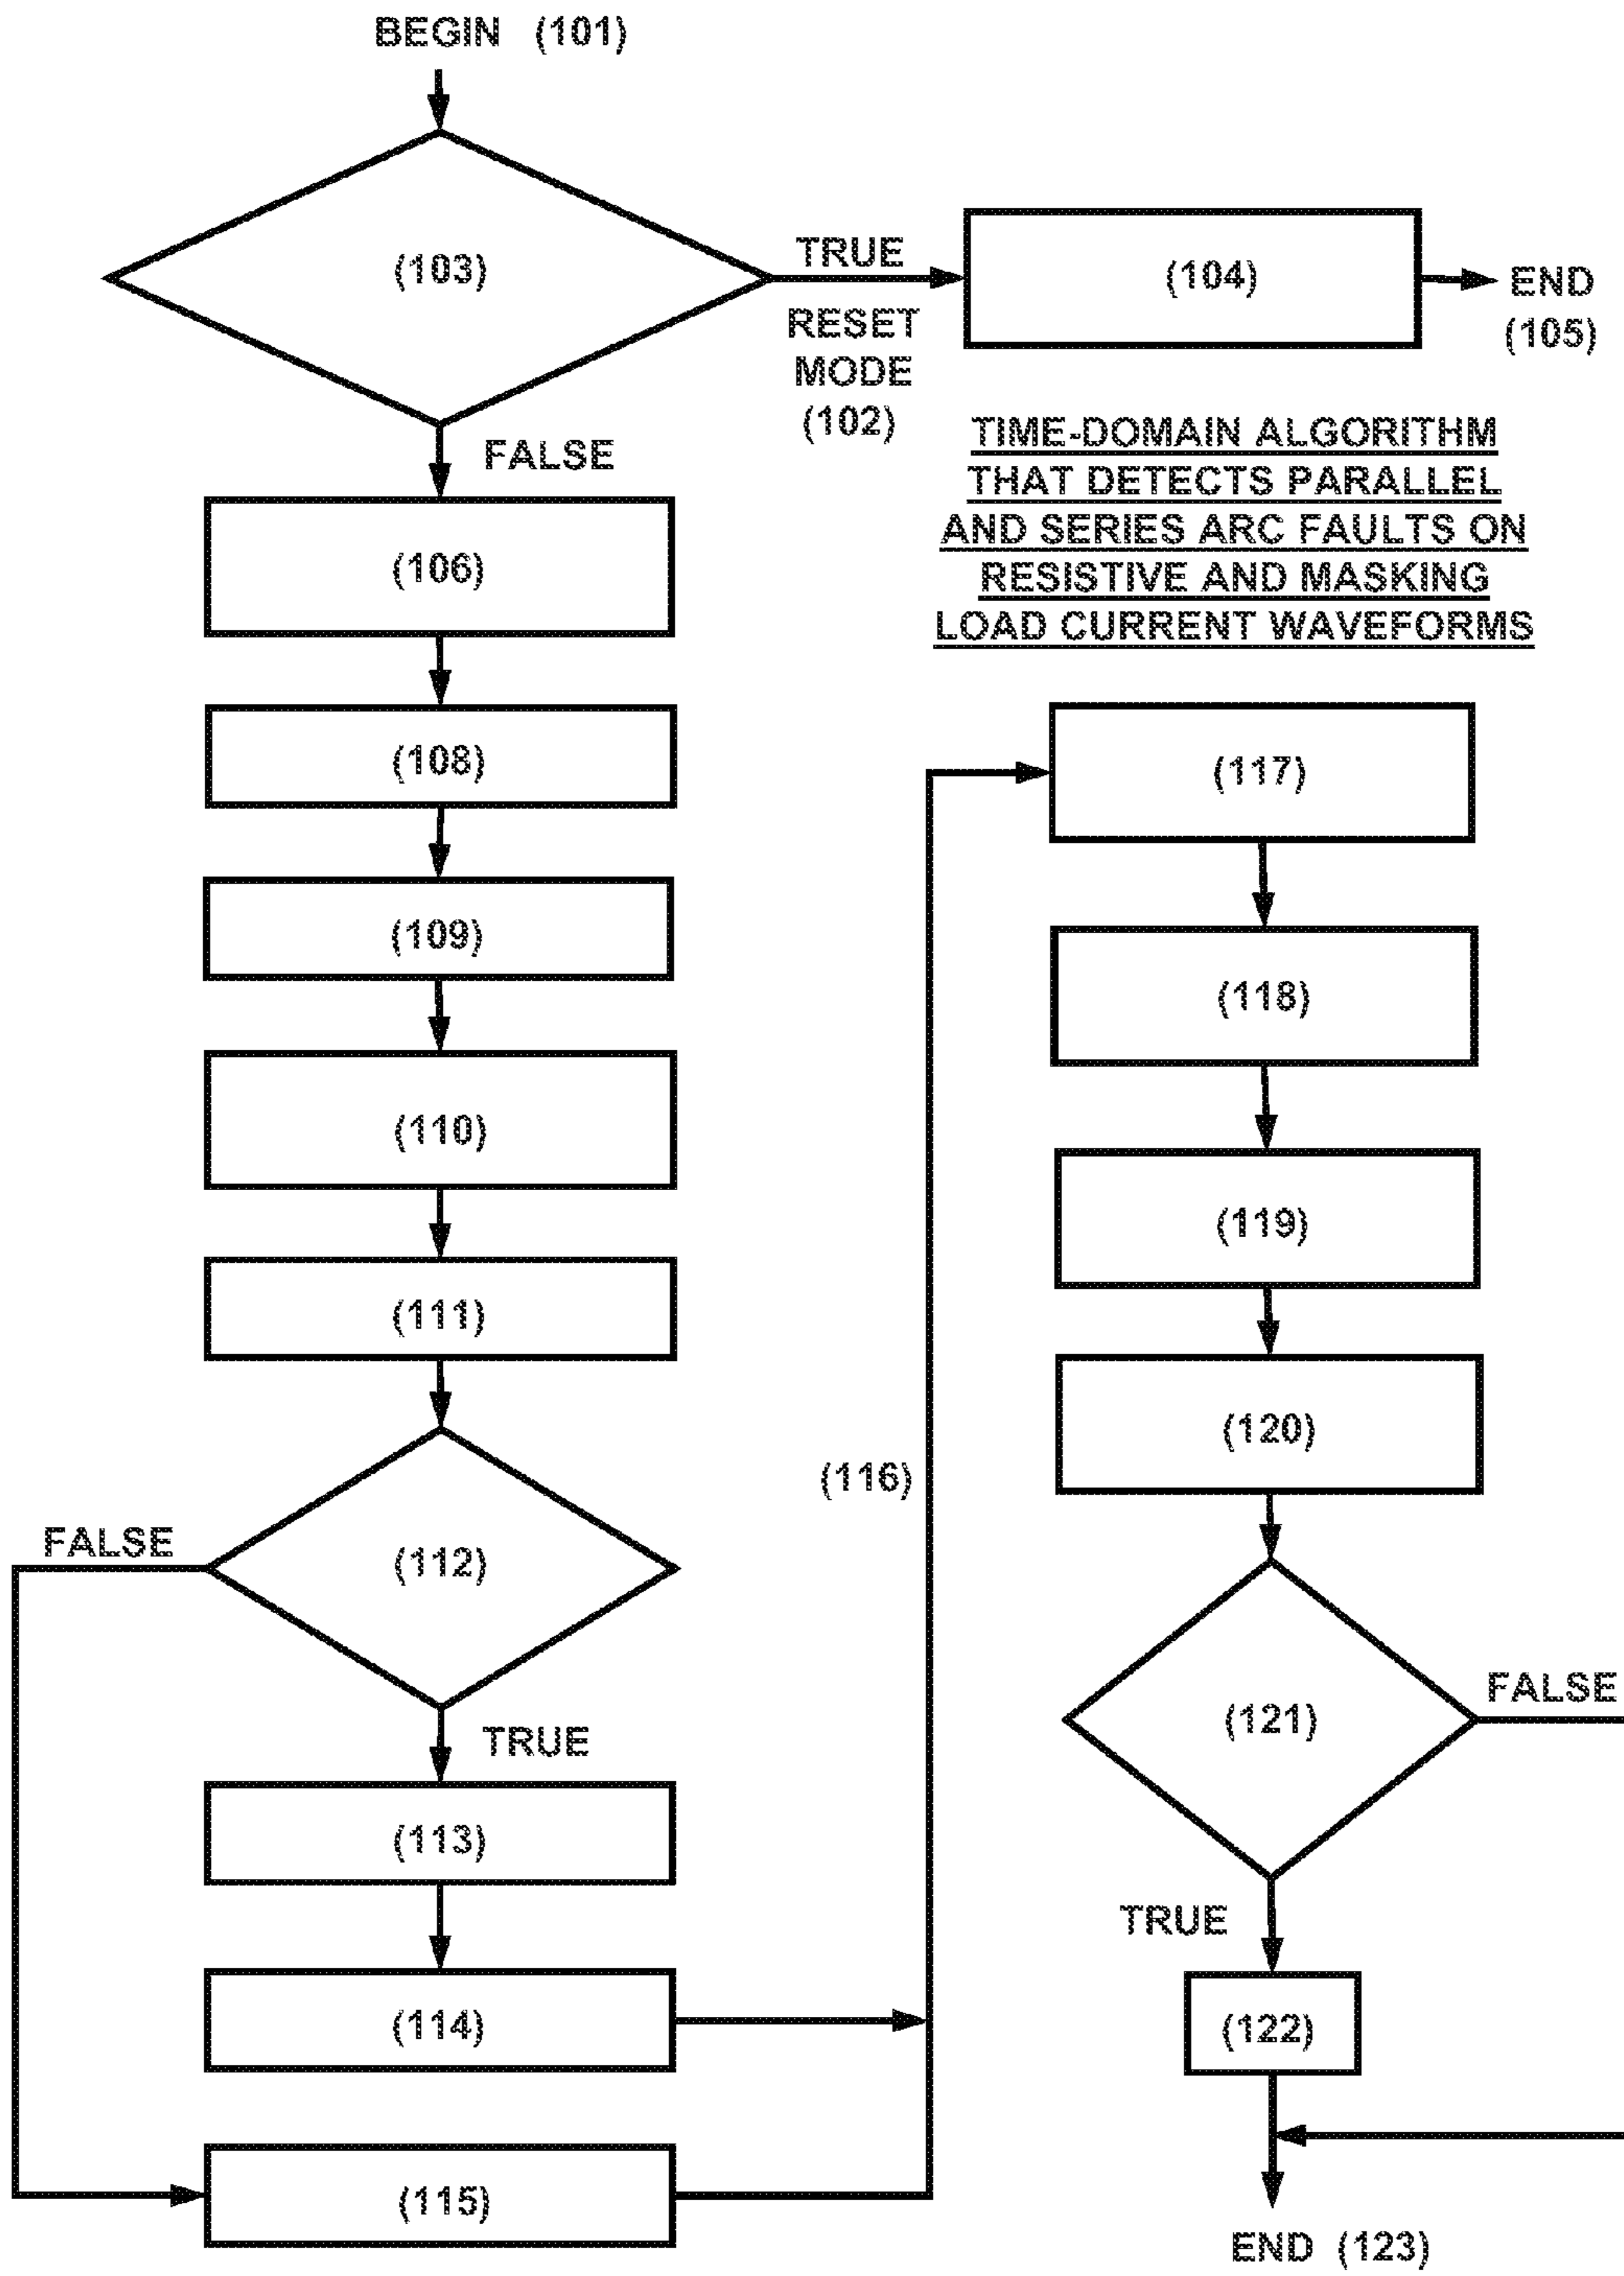 BEGIN (101)
(103)
TRUE
RESET
MODE
(102)
(104)
END
(105)
FALSE
TIME-DOMAIN ALGORITHM
THAT DETECTS PARALLEL
AND SERIES ARC FAULTS ON
RESISTIVE AND MASKING
LOAD CURRENT WAVEFORMS
(106)
(108)
(109)
(110)
(111)
(112)
FALSE
TRUE
(113)
(114)
(115)
(116)
(117)
(118)
(119)
(120)
(121)
FALSE
TRUE
(122)
END (123)